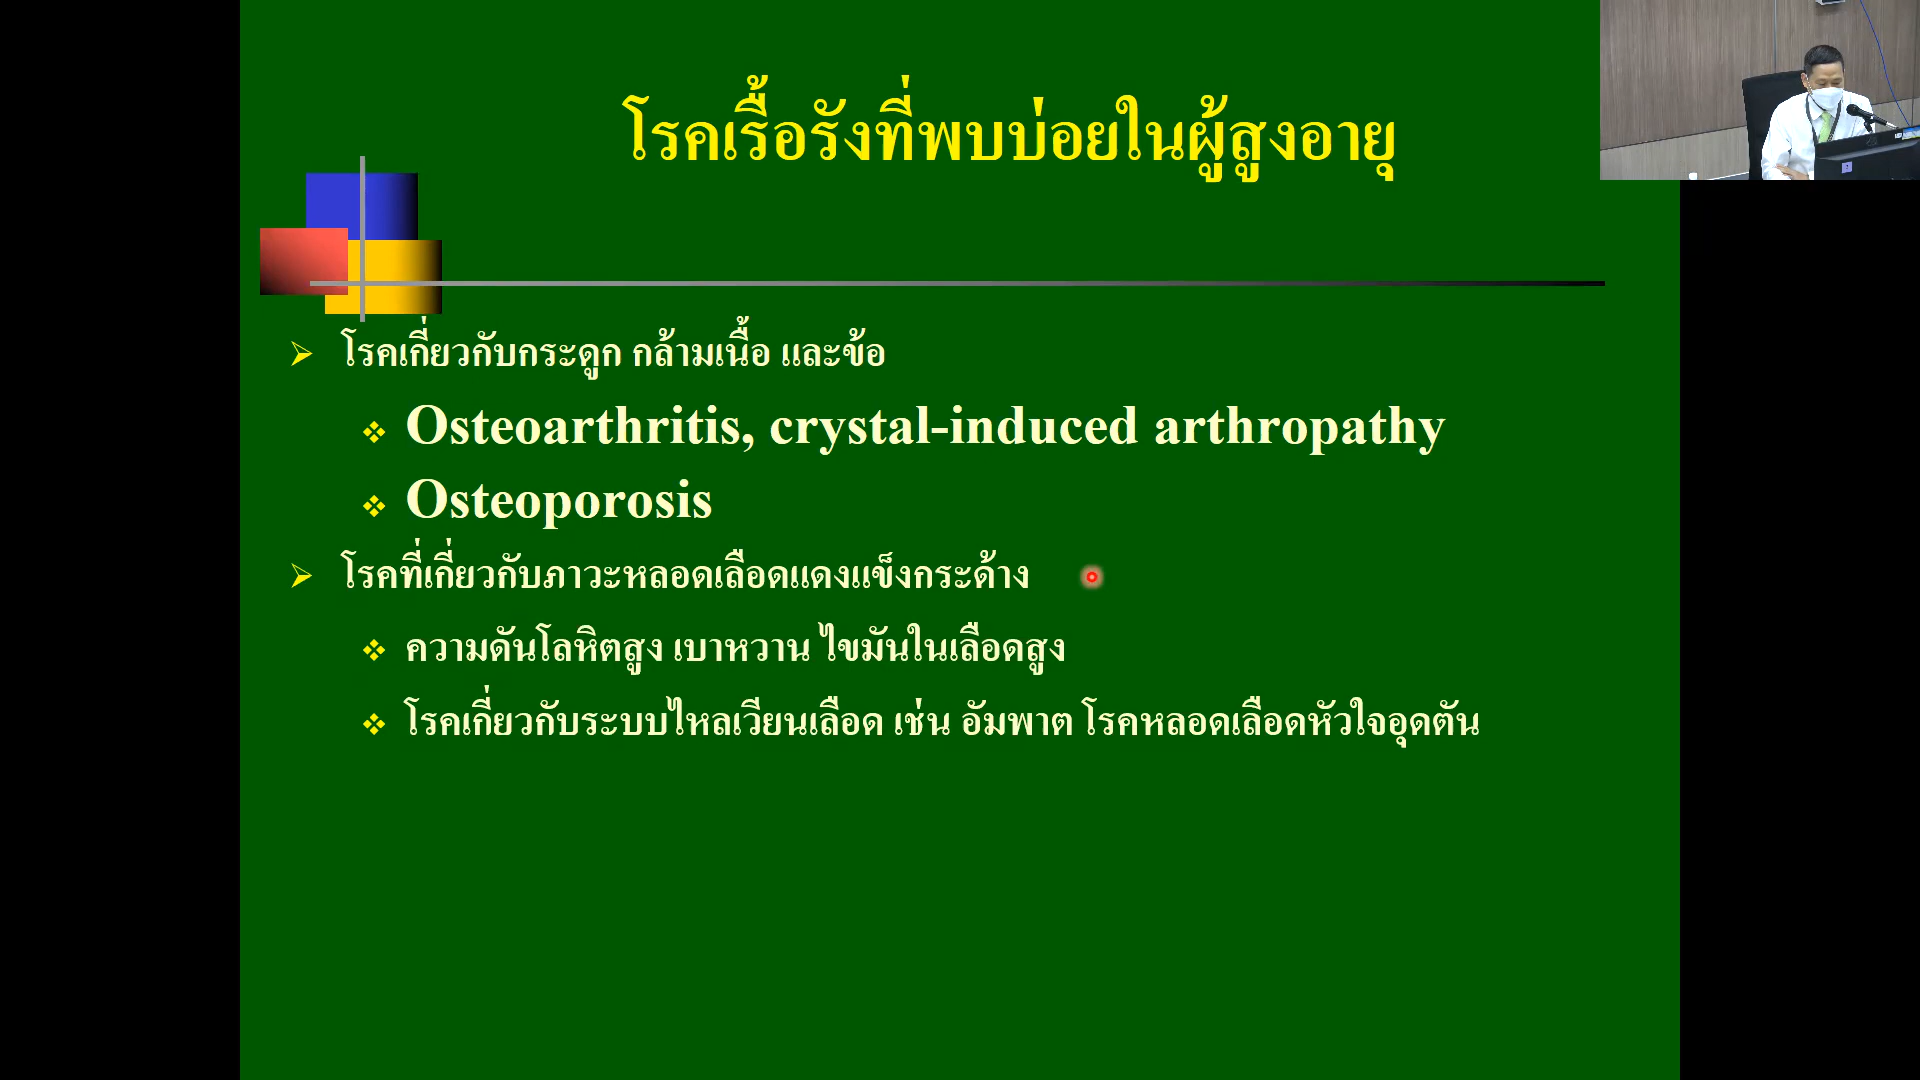 โรคเรื้อรังที่พบบ่อยในผู้สูงอายุ
โรคเกี่ยวกับกระดูก กล้ามเนื้อ และข้อ
Osteoarthritis, crystal-induced arthropathy
Osteoporosis
โรคที่เกี่ยวกับภาวะหลอดเลือดแดงแข็งกระด้าง
ความดันโลหิตสูง เบาหวาน ไขมันในเลือดสูง
โรคเกี่ยวกับระบบไหลเวียนเลือด เช่น อัมพาต โรคหลอดเลือดหัวใจอุดตัน